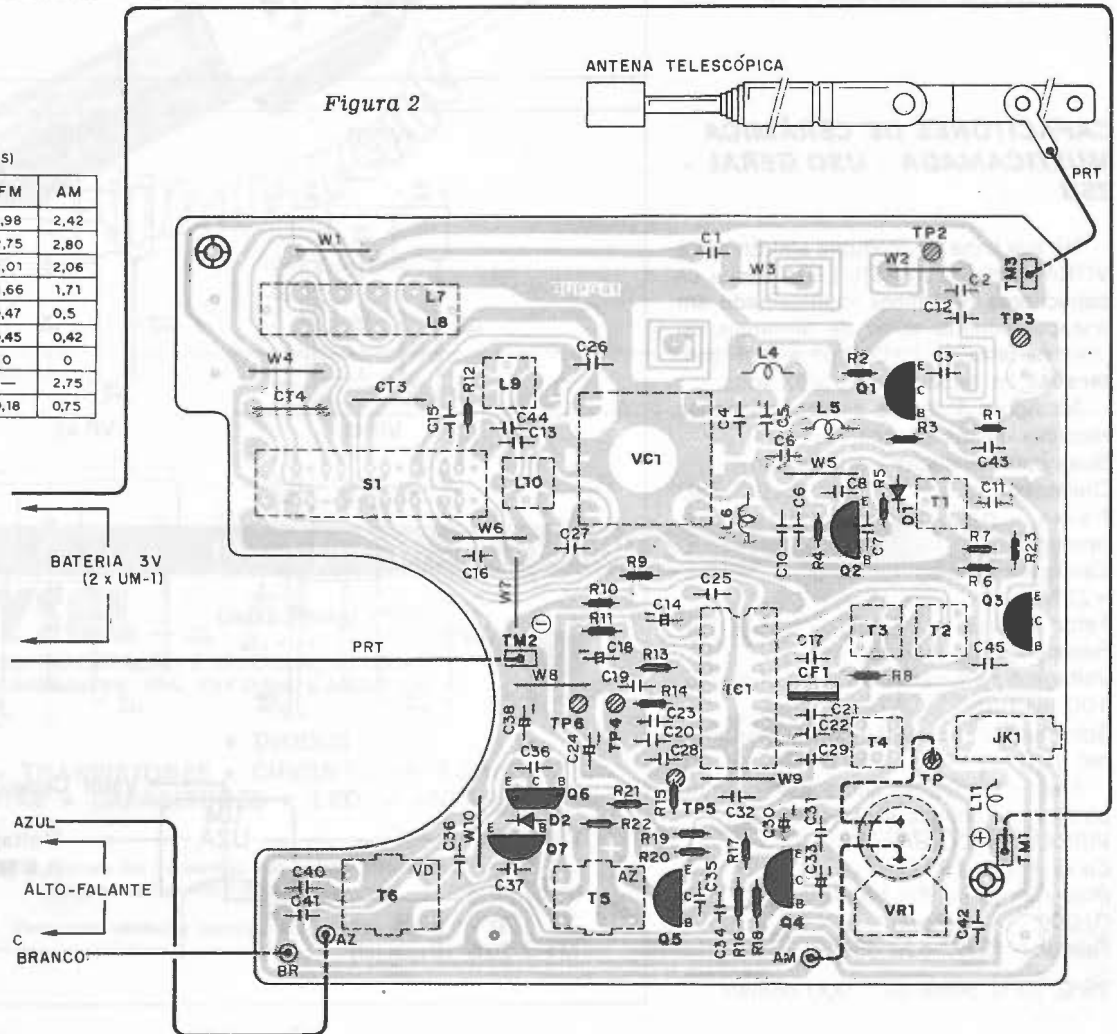 ANTENA TELESCÓPICA
Figura 2
S)
FM AM
,98 2,42
,75 2,80
,01 2,06
,66 1,71
,47 0,5
,45 0,42
0 0
— 2,75
,18 0,75
PRT
W1
C1
TP2
W2
W3
TM3
C2
C12
TP3
L7
L8
C26
L4
R2
C3
W4
CT4
CT3
R12
L9
Q1
E
C
B
C15
C44
C13
C4
C5
L5
R3
R1
C43
VC1
C6
W5
S1
L10
C8
R5
D1
T1
C11
L6
C10
C6
R4
E
B
C7
Q2
W6
C27
C16
R7
R6
R23
BATERIA 3V
(2 x UM-1)
W7
R9
R10
C25
Q3
E
C
B
C14
R11
T3
T2
PRT
TM2
C18
R13
C17
C45
W8
C19
IC1
CF1
R8
R14
C38
TP6
TP4
C23
C20
C28
C21
C22
C29
T4
JK1
C24
C36
E C B
Q6
TP
R15
TP5
W9
L11
R21
C32
C30
C31
AZUL
W10
D2
R22
E
B
Q7
R19
R20
R17
C33
TM1
C36
C37
ALTO-FALANTE
C40
C41
T6
VD
T5
AZ
E
C
B
Q5
C35
C34
R16
R18
E
C
B
Q4
VR1
C42
C
BRANCO
AZ
BR
AM